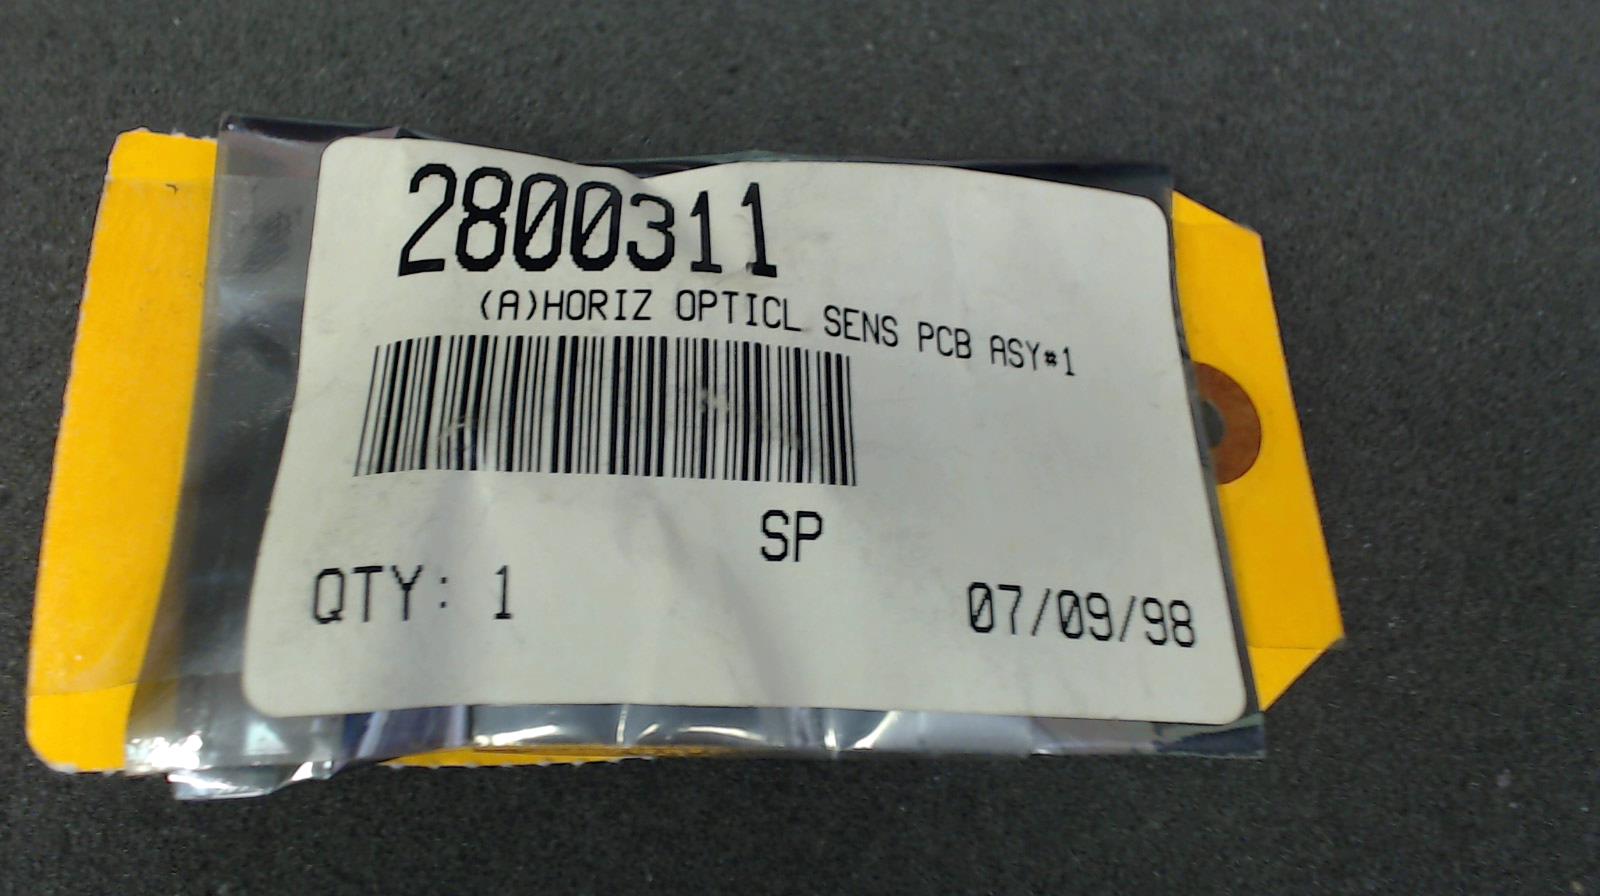 2800311
(A)HORIZ OPTICL SENS PCB ASY#1
SP
QTY: 1
07/09/98